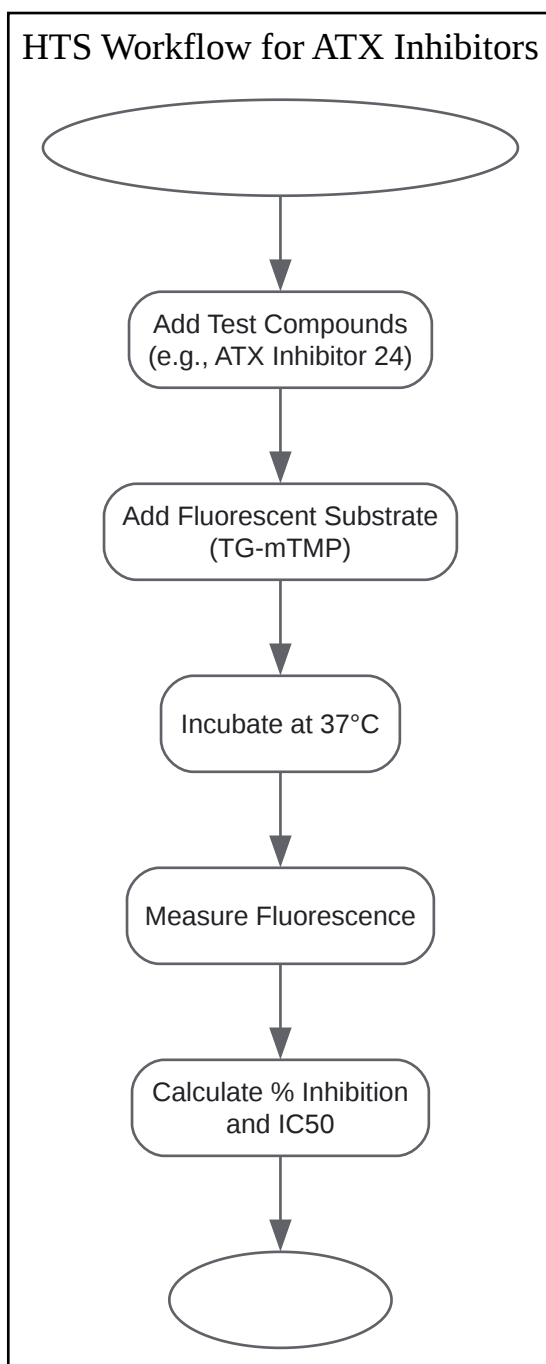 HTS Workflow for ATX Inhibitors
Add Test Compounds
(e.g., ATX Inhibitor 24)
Add Fluorescent Substrate
(TG-mTMP)
Incubate at 37°C
Measure Fluorescence
Calculate % Inhibition
and IC50